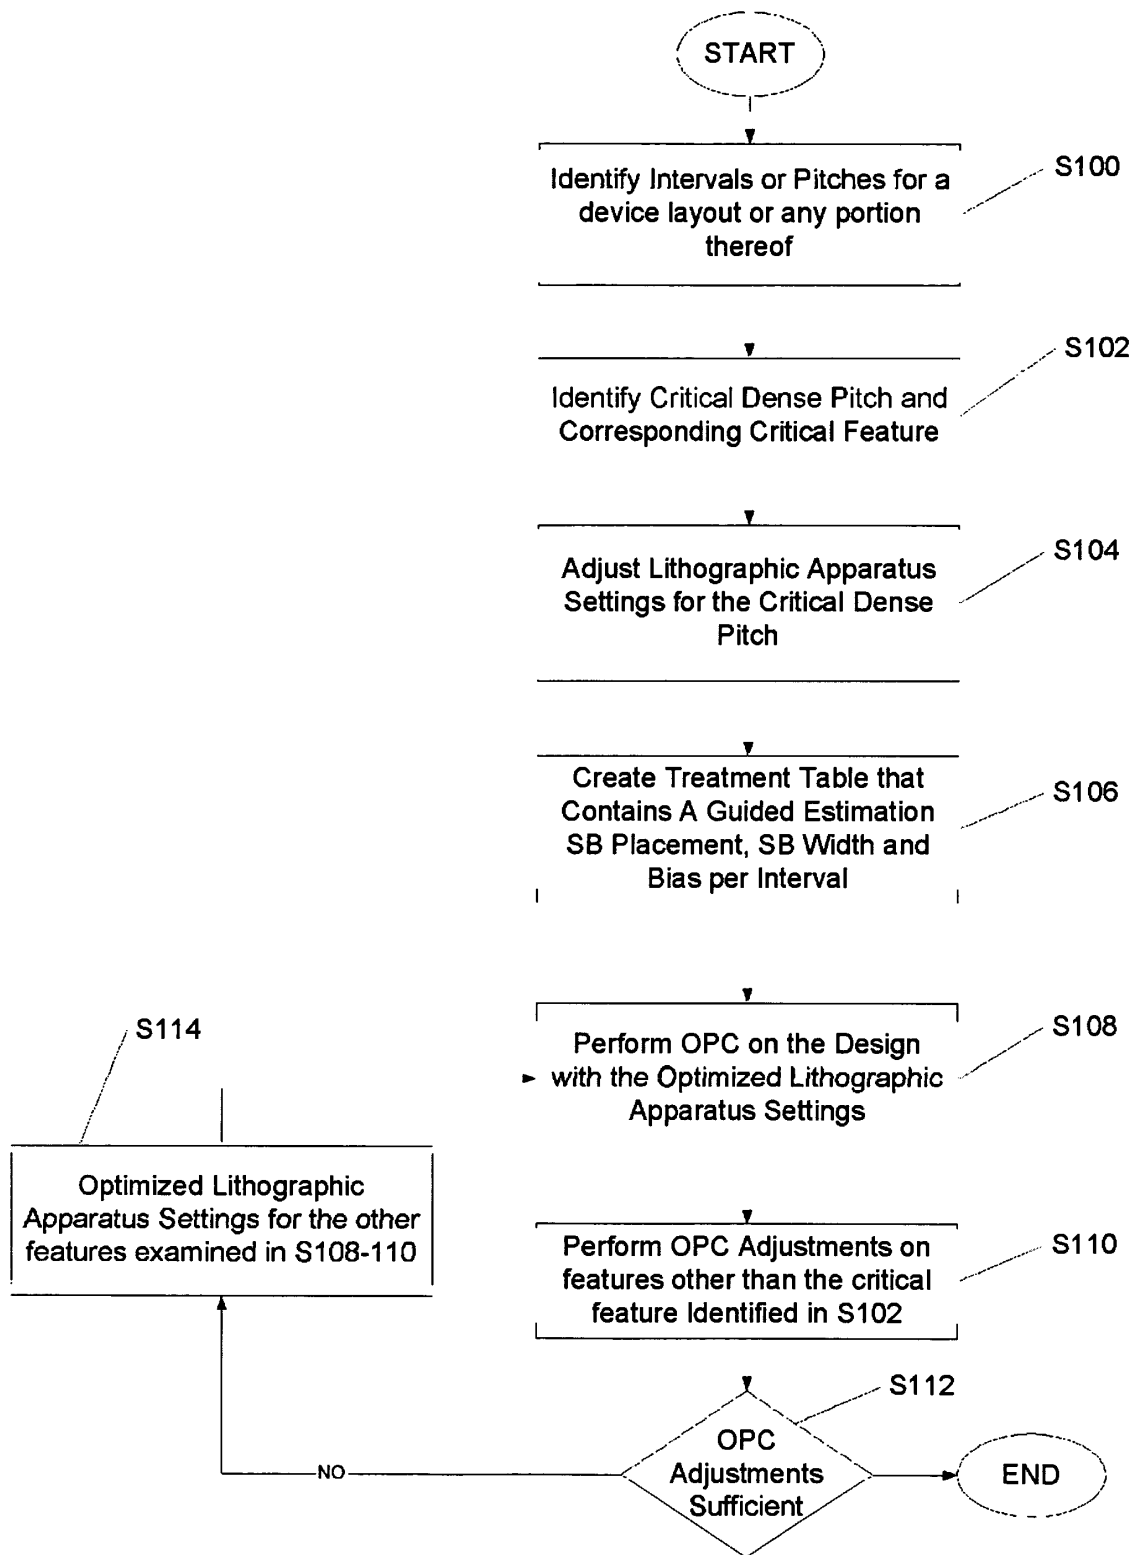 START
S100
Identify Intervals or Pitches for a
device layout or any portion
thereof
S102
Identify Critical Dense Pitch and
Corresponding Critical Feature
S104
Adjust Lithographic Apparatus
Settings for the Critical Dense
Pitch
S106
Create Treatment Table that
Contains A Guided Estimation
SB Placement, SB Width and
Bias per Interval
S108
Perform OPC on the Design
with the Optimized Lithographic
Apparatus Settings
S114
Optimized Lithographic
Apparatus Settings for the other
features examined in S108-110
S110
Perform OPC Adjustments on
features other than the critical
feature Identified in S102
S112
OPC
Adjustments
Sufficient
NO
END